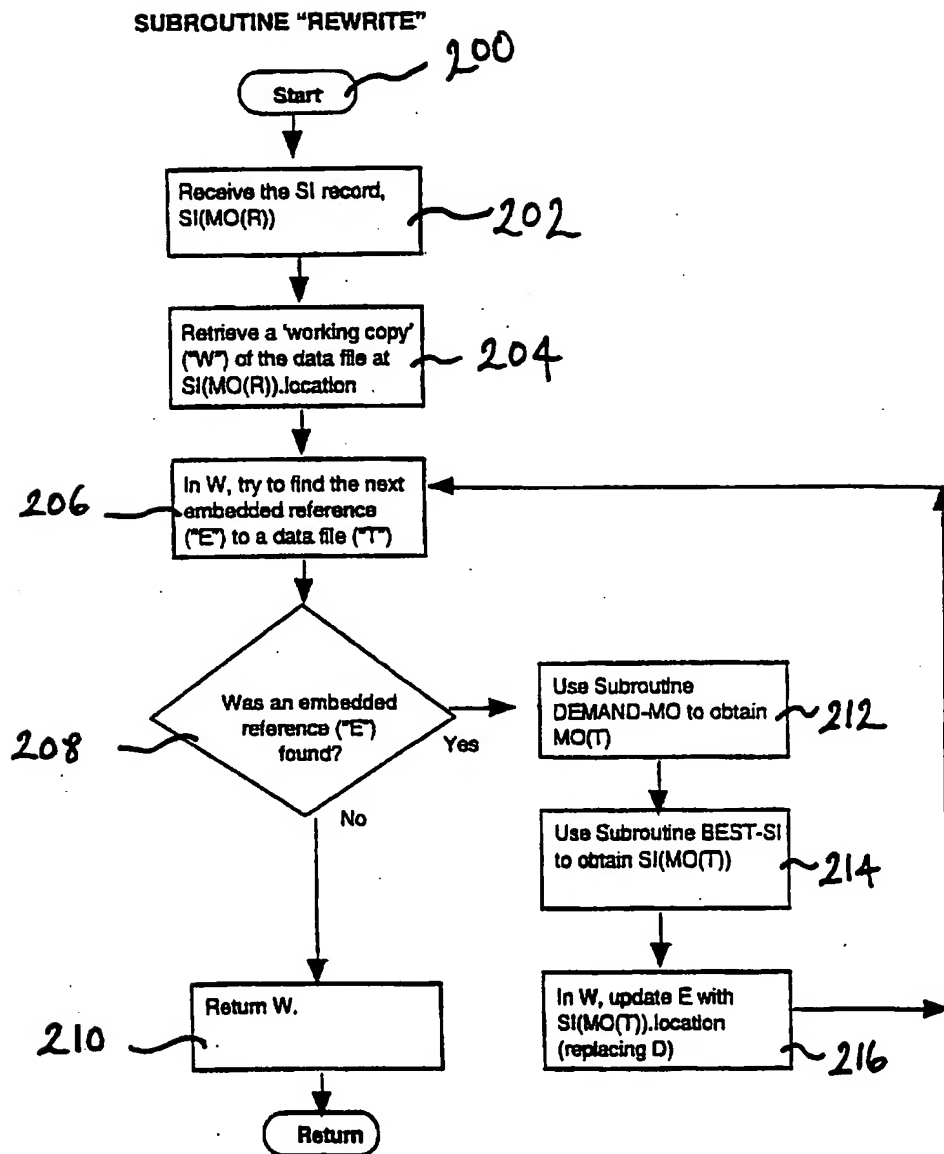 SUBROUTINE "REWRITE"
200
Start
Receive the SI record,
SI(MO(R))
202
Retrieve a 'working copy'
("W") of the data file at
SI(MO(R)).location
204
206
In W, try to find the next
embedded reference
("E") to a data file ("T")
208
Was an embedded
reference ("E")
found?
Yes
No
Use Subroutine
DEMAND-MO to obtain
MO(T)
212
Use Subroutine BEST-SI
to obtain SI(MO(T))
214
In W, update E with
SI(MO(T)).location
(replacing D)
216
210
Return W.
Return